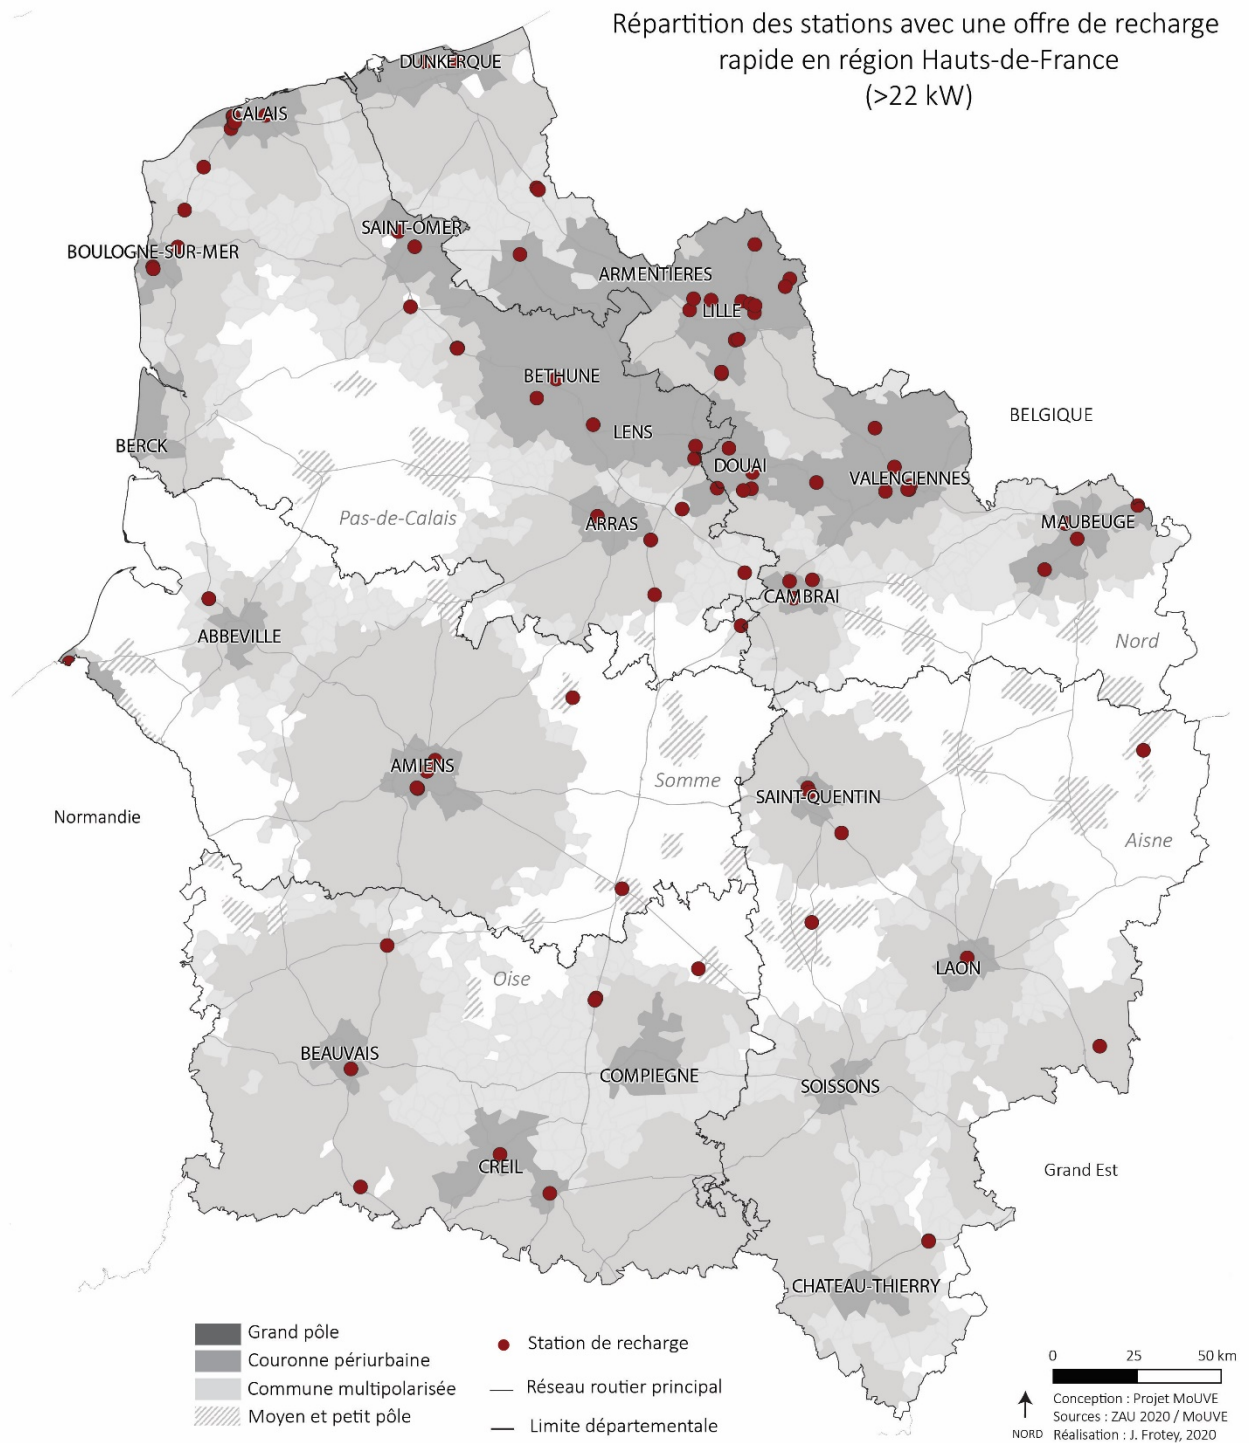 Répartition des stations avec une offre de recharge
rapide en région Hauts-de-France
(>22 kW)
DUNKERQUE
CALAIS
SAINT-OMER
BOULOGNE-SUR-MER
ARMENTIERES
LILLE
BETHUNE
BELGIQUE
LENS
BERCK
DOUAI
VALENCIENNES
Pas-de-Calais
ARRAS
MAUBEUGE
CAMBRAI
ABBEVILLE
Nord
AMIENS
Somme
SAINT-QUENTIN
Normandie
Aisne
LAON
Oise
BEAUVAIS
COMPIEGNE
SOISSONS
CREIL
Grand Est
CHATEAU-THIERRY
Grand pôle
Couronne périurbaine
Commune multipolarisée
Moyen et petit pôle
Station de recharge
Réseau routier principal
Limite départementale
0 25 50 km
NORD
Conception : Projet MoUVE
Sources : ZAU 2020 / MoUVE
Réalisation : J. Frotey, 2020